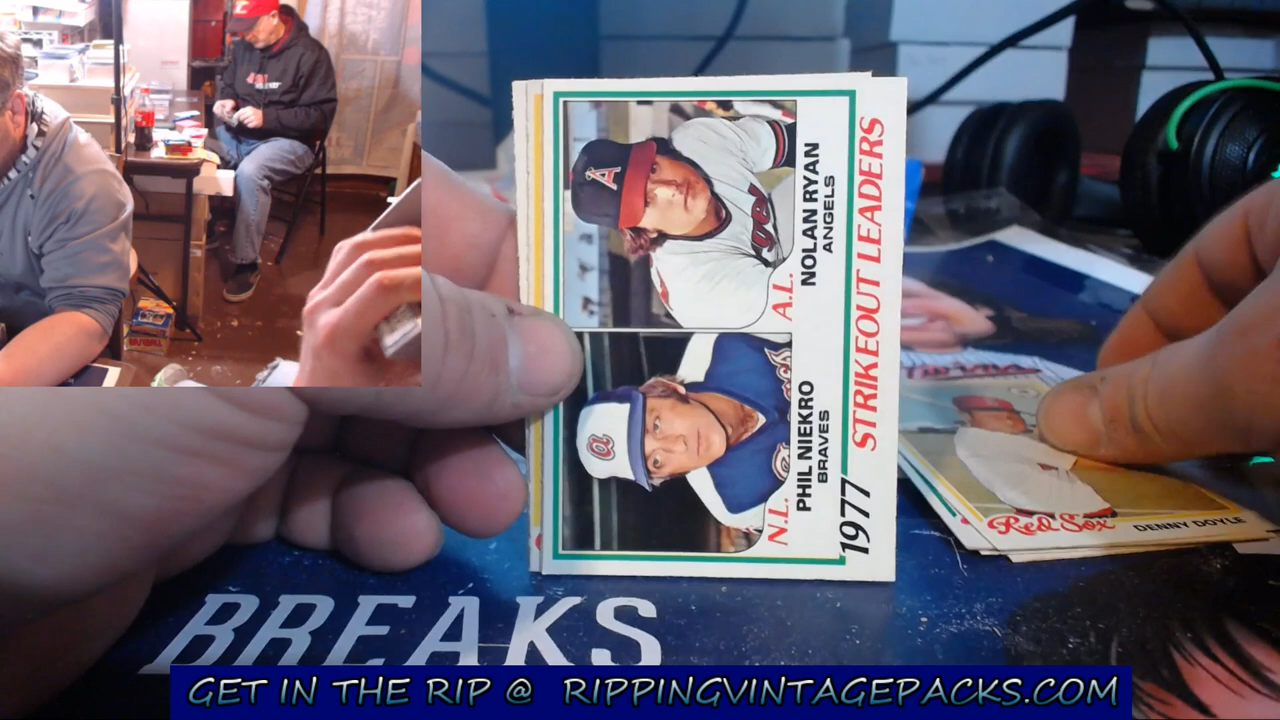 A
NOLAN RYAN
ANGELS
A.L.
a
PHIL NIEKRO
BRAVES
N.L.
1977 STRIKEOUT LEADERS
Red Sox
DENNY DOYLE
BREAKS
GET IN THE RIP @ RIPPINGVINTAGEPACKS.COM